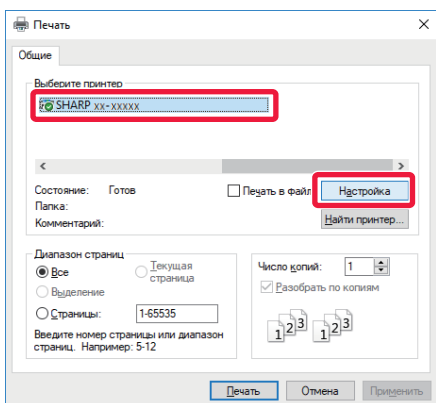 Печать
Общие
Выберите принтер
SHARP xx-xxxxx
Состояние: Готов
Печать в файл
Настройка
Папка:
Комментарий:
Найти принтер...
Диапазон страниц
Все
Текущая страница
Выделение
Страницы: 1-65535
Введите номер страницы или диапазон
страниц. Например: 5-12
Число копий: 1
Разобрать по копиям
1 2 3 1 2 3
Печать Отмена Применить